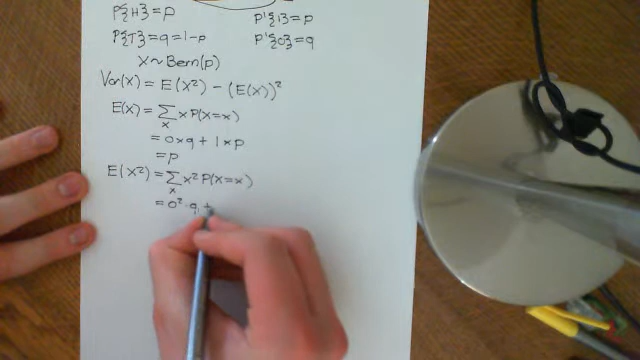 P{H} = p
P'{1} = p
P{T} = q = 1-p
P'{0} = q
X ~ Bern(p)
Var(X) = E(X²) - (E(X))²
E(X) = ∑ₓ x P(X=x)
= 0×q + 1×p
= p
E(X²) = ∑ₓ x² P(X=x)
= 0²·q +